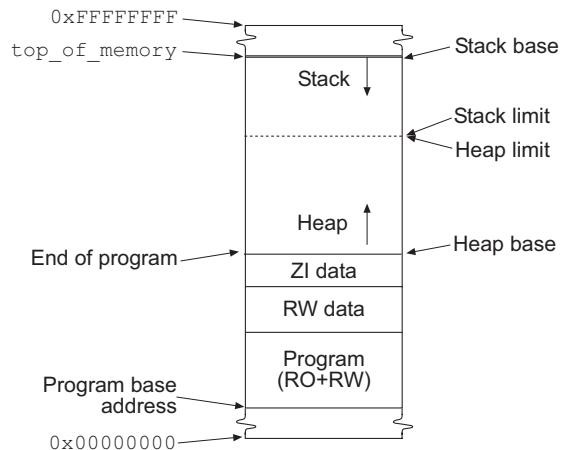 0xFFFFFFFF
top_of_memory
Stack base
Stack
Stack limit
Heap limit
Heap
End of program
Heap base
ZI data
RW data
Program
(RO+RW)
Program base
address
0x00000000